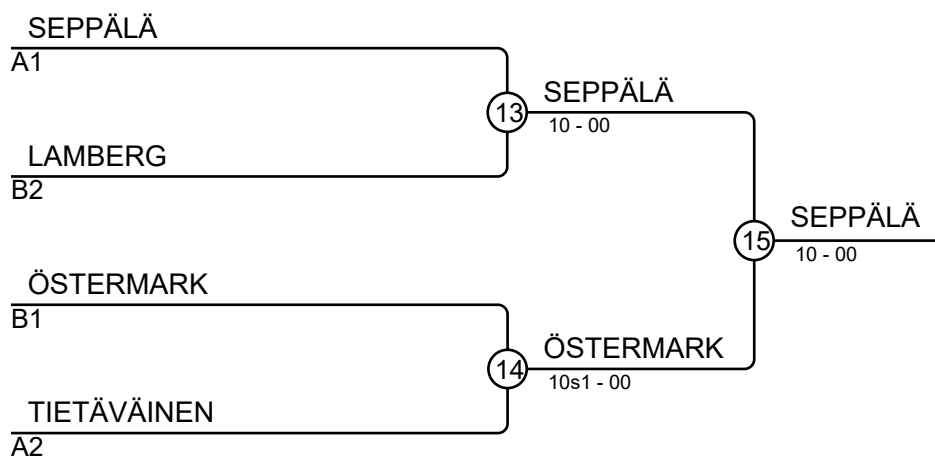 SEPPÄLÄ
A1
13
SEPPÄLÄ
10 - 00
LAMBERG
B2
15
SEPPÄLÄ
10 - 00
ÖSTERMARK
B1
14
ÖSTERMARK
10s1 - 00
TIETÄVÄINEN
A2